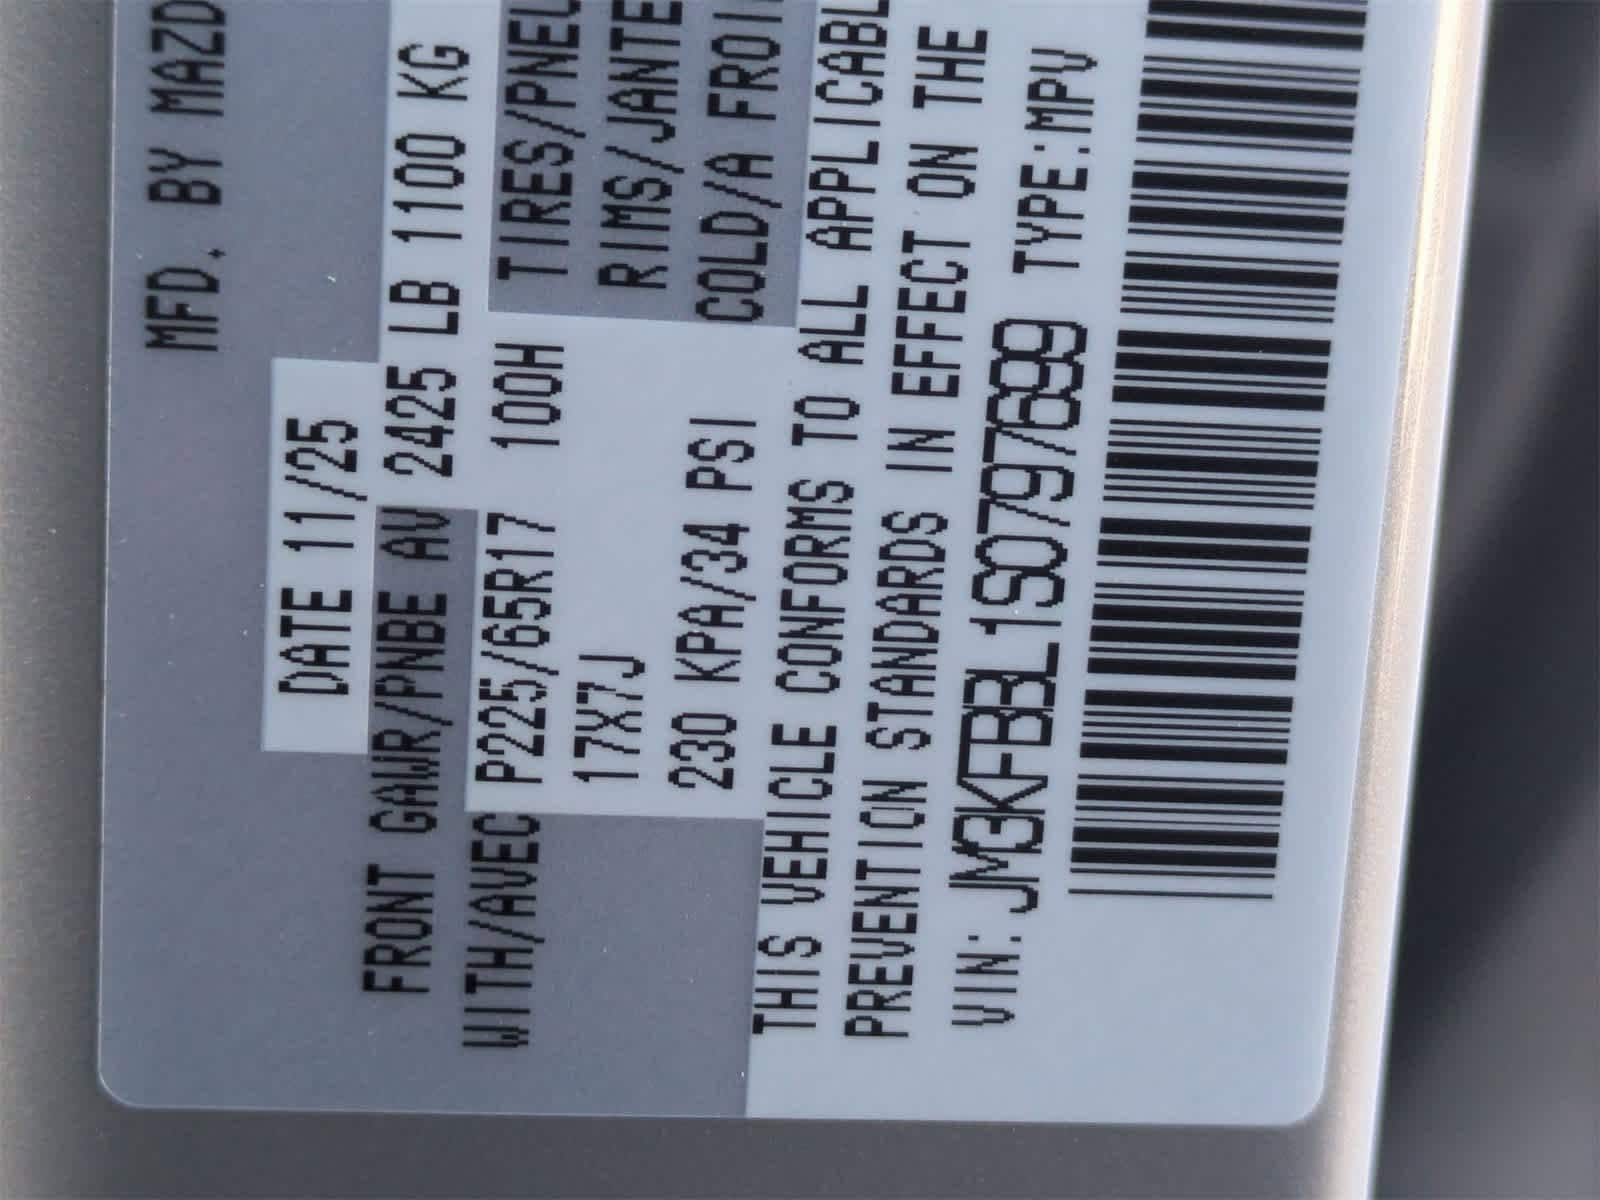 MFD. BY MAZD
DATE 11/25
FRONT GAWR/PNBE AV 2425 LB 1100 KG
WITH/AVEC P225/65R17 100H TIRES/PNEU
17X7J RIMS/JANTE
230 KPA/34 PSI COLD/A FROI
THIS VEHICLE CONFORMS TO ALL APPLICABL
PREVENTION STANDARDS IN EFFECT ON THE
VIN: JM3KFBBL1S0797699 TYPE:MPV